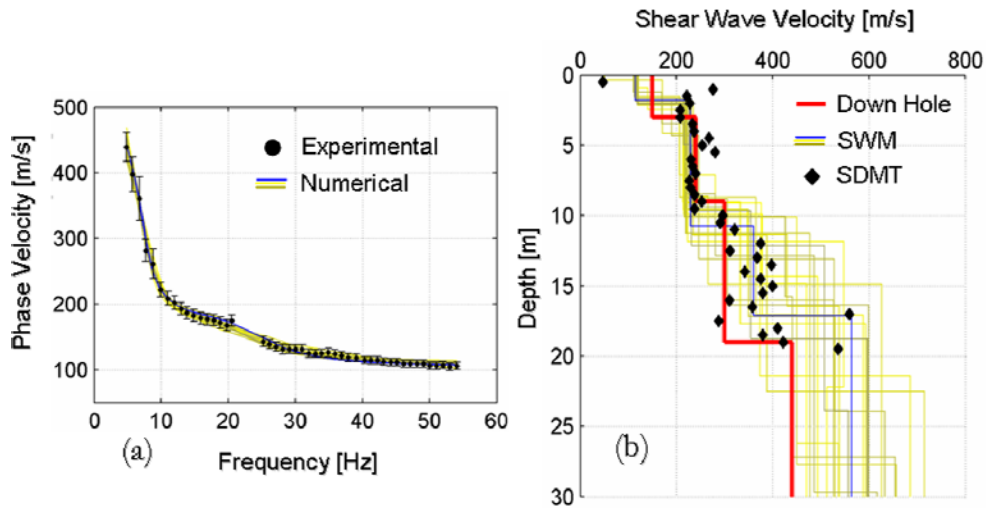 500
400
300
200
100
Phase Velocity [m/s]
Experimental
Numerical
0 10 20 30 40 50 60
(a)
Frequency [Hz]
Shear Wave Velocity [m/s]
0 200 400 600 800
0
5
10
15
20
25
30
Depth [m]
Down Hole
SWM
SDMT
(b)